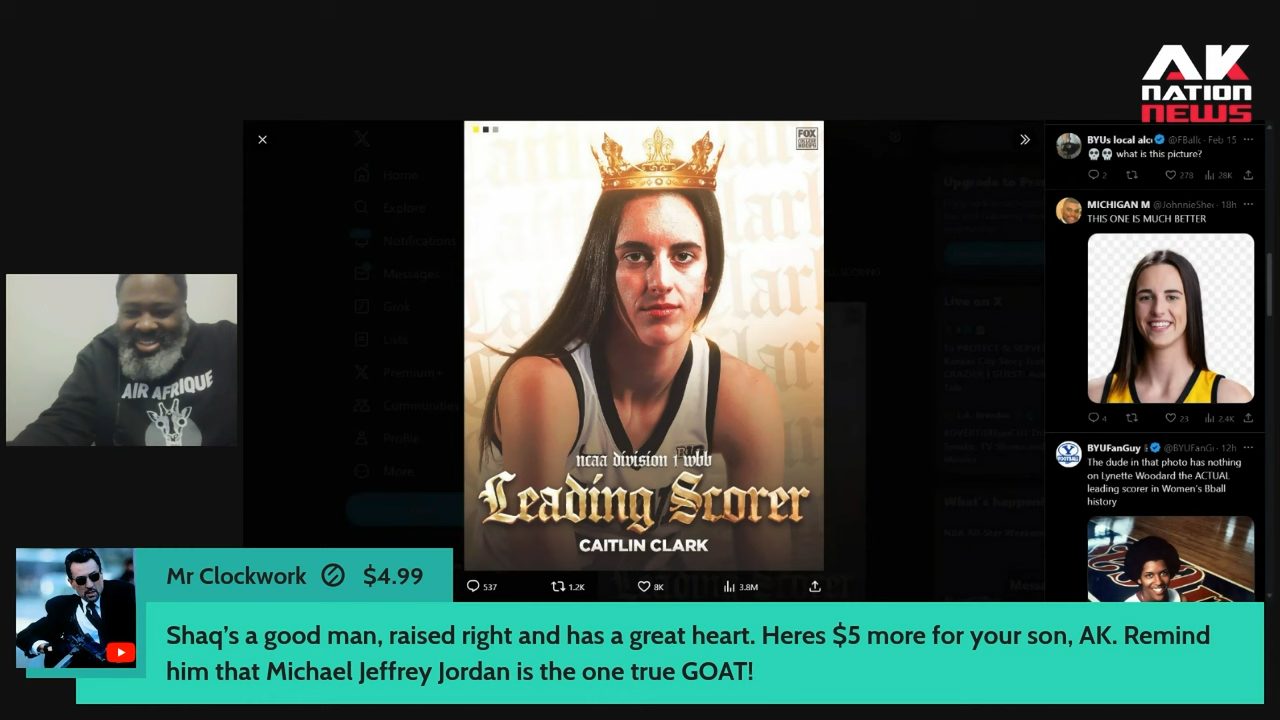 AK
NATION
NEWS
FOX
AIR AFRIQUE
ncaa division 1 wbb
Leading Scorer
CAITLIN CLARK
537
1.2K
8K
3.8M
Home
Explore
Notifications
Messages
Grok
Lists
Premium+
Communities
Profile
More
BYUs local alc @FBallc · Feb 15 ...
💀💀 what is this picture?
2
278
28K
MICHIGAN M @JohnnieShe · 18h ...
THIS ONE IS MUCH BETTER
4
23
2.4K
BYUFanGuy @BYUFanG · 12h ...
The dude in that photo has nothing
on Lynette Woodard the ACTUAL
leading scorer in Women's Bball
history
Mr Clockwork $4.99
Shaq's a good man, raised right and has a great heart. Heres $5 more for your son, AK. Remind
him that Michael Jeffrey Jordan is the one true GOAT!